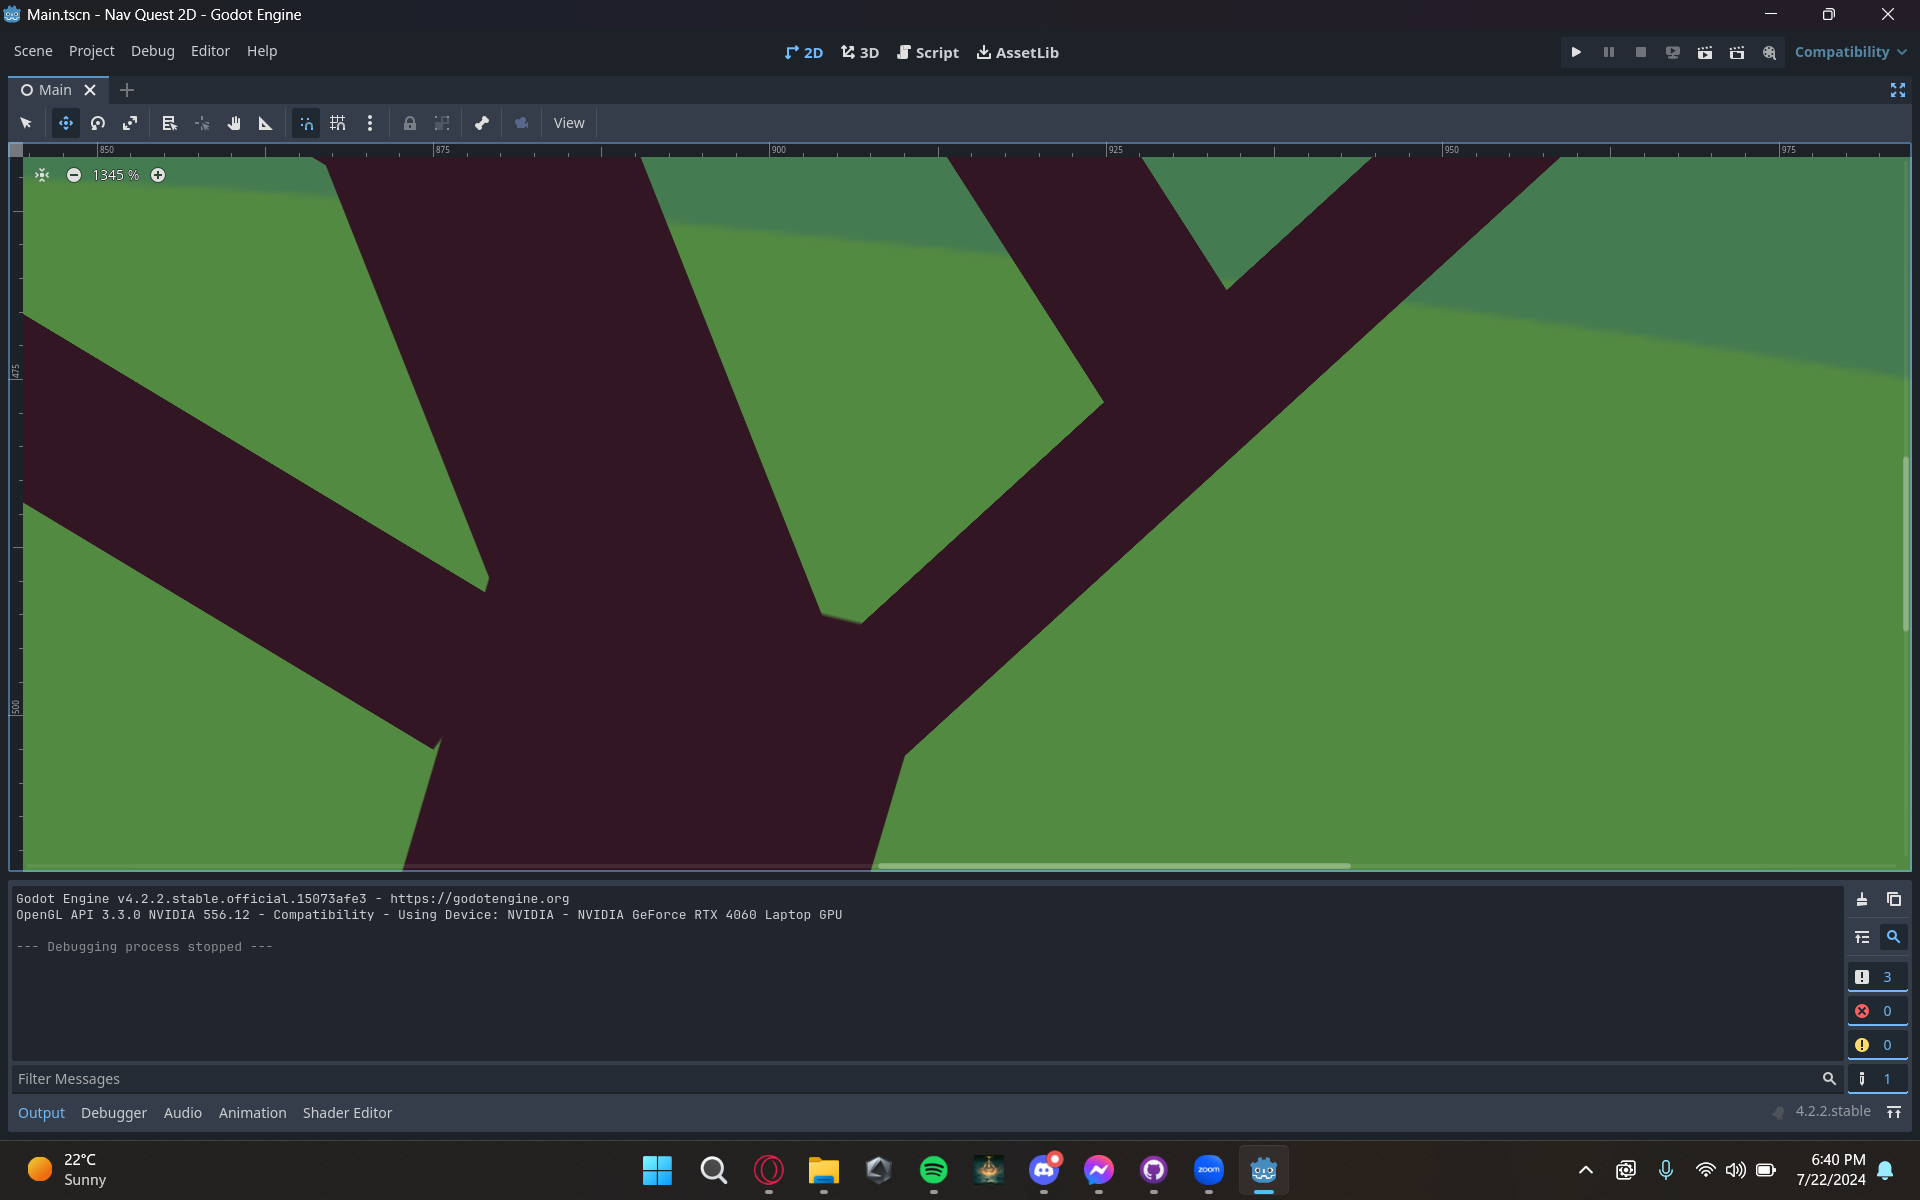 Main.tscn - Nav Quest 2D - Godot Engine
Scene Project Debug Editor Help
2D 3D Script AssetLib
Compatibility
Main
View
850 875 900 925 950 975
1345 %
475
500
Godot Engine v4.2.2.stable.official.15073afe3 - https://godotengine.org
OpenGL API 3.3.0 NVIDIA 556.12 - Compatibility - Using Device: NVIDIA - NVIDIA GeForce RTX 4060 Laptop GPU
--- Debugging process stopped ---
3
0
0
1
Filter Messages
Output Debugger Audio Animation Shader Editor
4.2.2.stable
22°C
Sunny
zoom
6:40 PM
7/22/2024